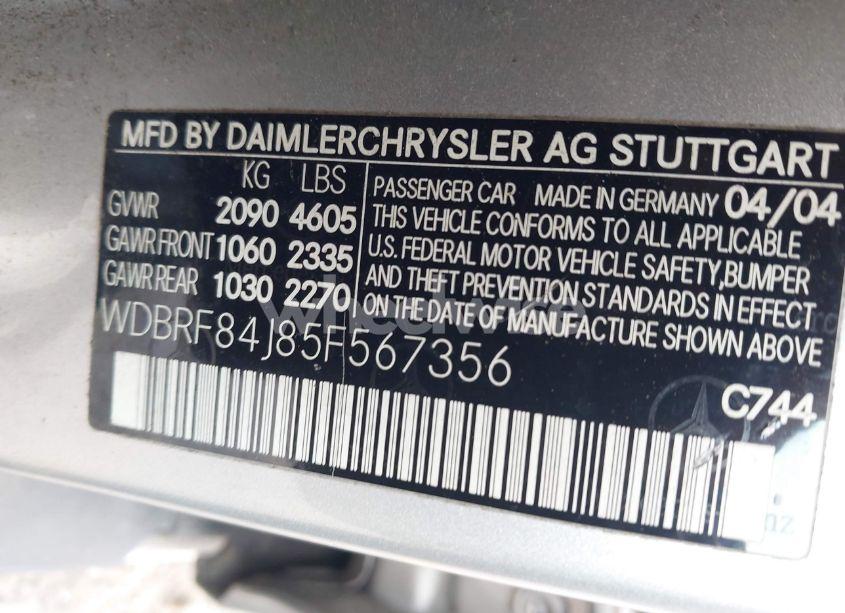 MFD BY DAIMLERCHRYSLER AG STUTTGART
KG LBS
GVWR 2090 4605
GAWR FRONT 1060 2335
GAWR REAR 1030 2270
PASSENGER CAR MADE IN GERMANY 04/04
THIS VEHICLE CONFORMS TO ALL APPLICABLE
U.S. FEDERAL MOTOR VEHICLE SAFETY,BUMPER
AND THEFT PREVENTION STANDARDS IN EFFECT
ON THE DATE OF MANUFACTURE SHOWN ABOVE
WDBRF84J85F567356
C744